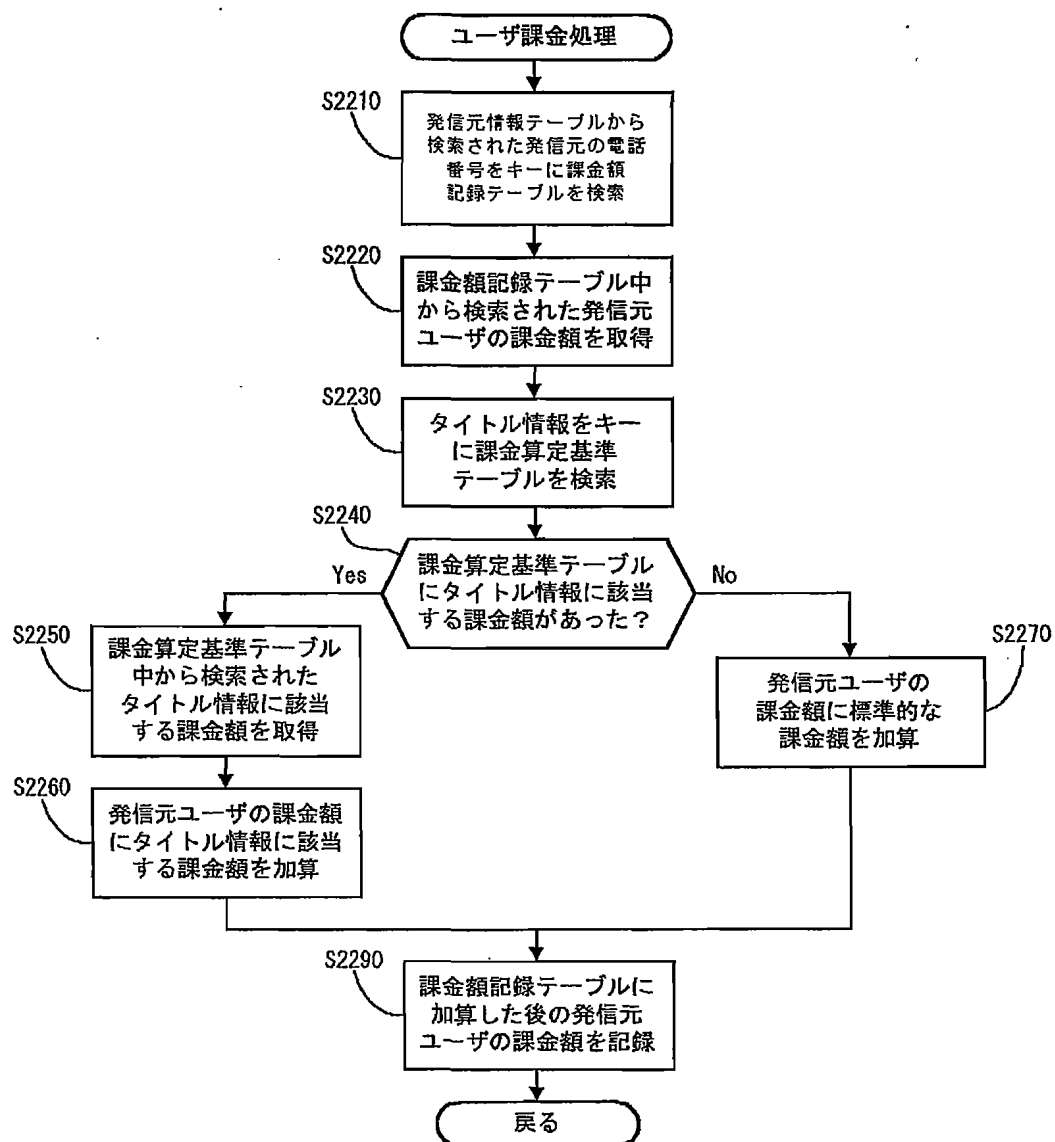 ユーザ課金処理
S2210
発信元情報テーブルから
検索された発信元の電話
番号をキーに課金額
記録テーブルを検索
S2220
課金額記録テーブル中
から検索された発信元
ユーザの課金額を取得
S2230
タイトル情報をキー
に課金算定基準
テーブルを検索
S2240
課金算定基準テーブル
にタイトル情報に該当
する課金額があった？
Yes
No
S2250
課金算定基準テーブル
中から検索された
タイトル情報に該当
する課金額を取得
S2270
発信元ユーザの
課金額に標準的な
課金額を加算
S2260
発信元ユーザの課金額
にタイトル情報に該当
する課金額を加算
S2290
課金額記録テーブルに
加算した後の発信元
ユーザの課金額を記録
戻る